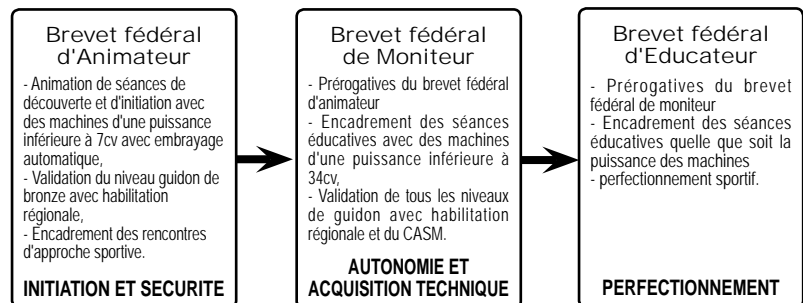 Brevet fédéral
d'Animateur
- Animation de séances de
découverte et d'initiation avec
des machines d'une puissance
inférieure à 7cv avec embrayage
automatique,
- Validation du niveau guidon de
bronze avec habilitation
régionale,
- Encadrement des rencontres
d'approche sportive.
INITIATION ET SECURITE
Brevet fédéral
de Moniteur
- Prérogatives du brevet fédéral
d'animateur
- Encadrement des séances
éducatives avec des machines
d'une puissance inférieure à
34cv,
- Validation de tous les niveaux
de guidon avec habilitation
régionale et du CASM.
AUTONOMIE ET
ACQUISITION TECHNIQUE
Brevet fédéral
d'Educateur
- Prérogatives du brevet
fédéral de moniteur
- Encadrement des séances
éducatives quelle que soit la
puissance des machines
- perfectionnement sportif.
PERFECTIONNEMENT